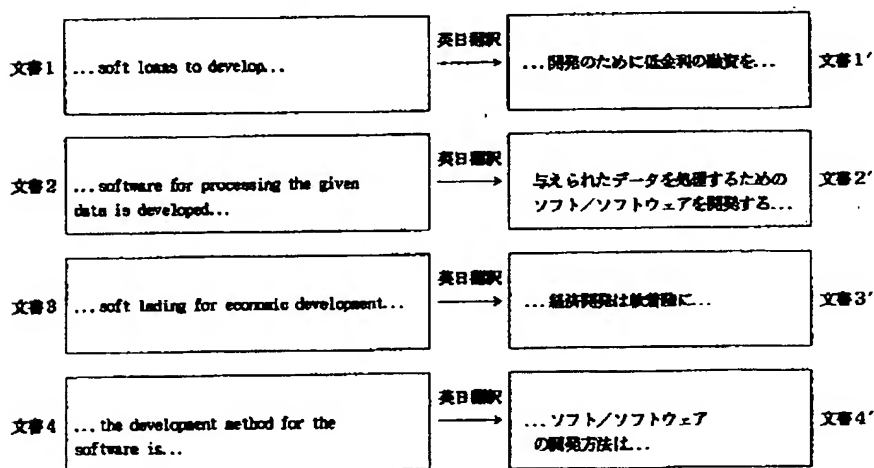 英日翻訳
文書1 ...soft loans to develop... → ...開発のために低金利の融資を... 文書1′
英日翻訳
文書2 ...software for processing the given → 与えられたデータを処理するための 文書2′
data is developed... ソフト/ソフトウェアを開発する...
英日翻訳
文書3 ...soft lading for economic development... → ...経済開発は軟着陸に... 文書3′
英日翻訳
文書4 ...the development method for the → ...ソフト/ソフトウェア 文書4′
software is... の開発方法は...